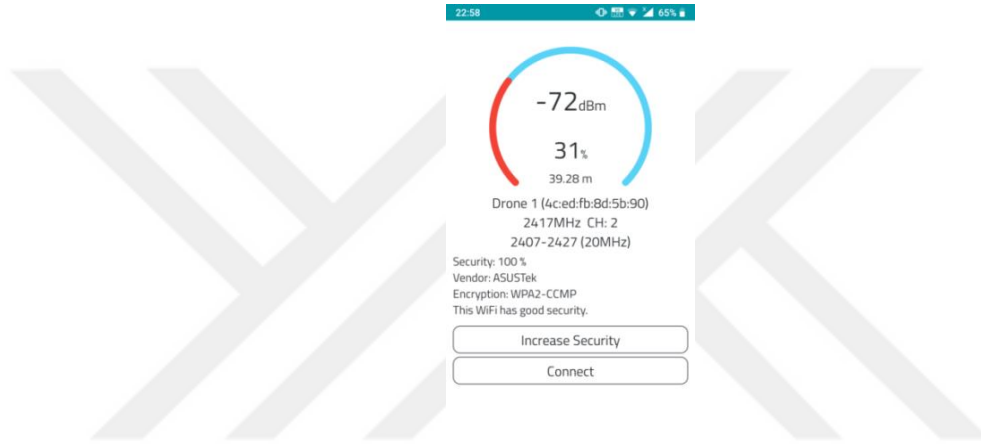 22:58 65%
-72dBm
31%
39.28 m
Drone 1 (4c:ed:fb:8d:5b:90)
2417MHz CH: 2
2407-2427 (20MHz)
Security: 100 %
Vendor: ASUSTek
Encryption: WPA2-CCMP
This WiFi has good security.
Increase Security
Connect